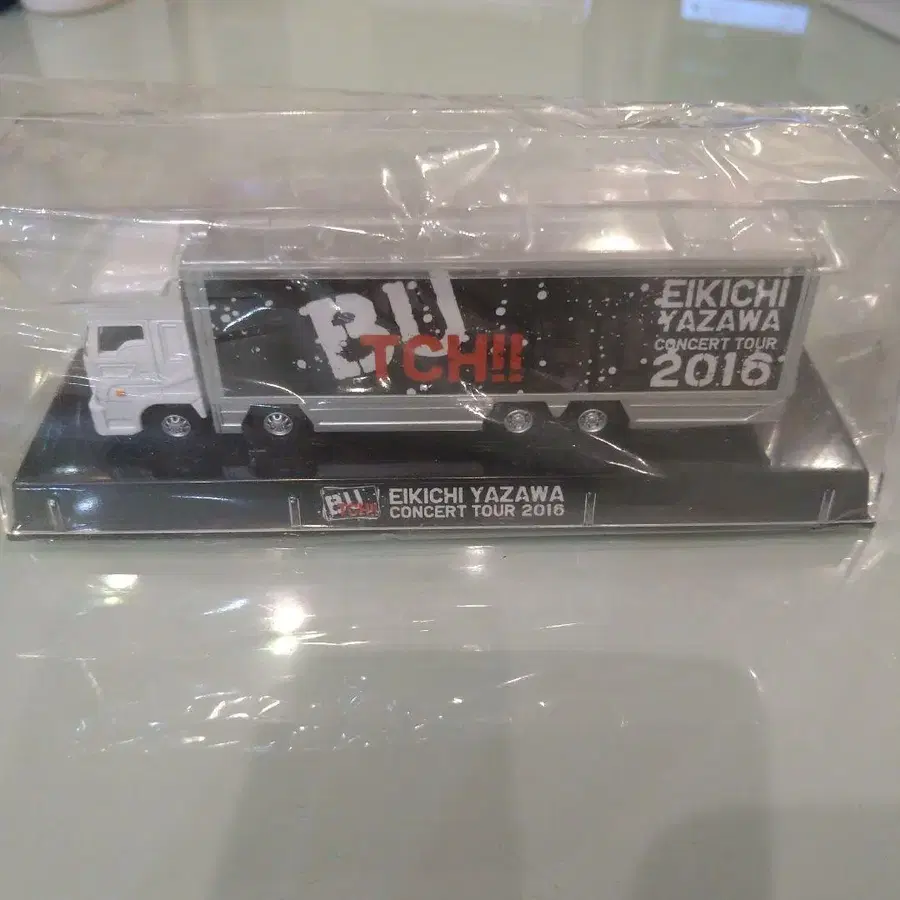 BU
TCH!!
EIKICHI
YAZAWA
CONCERT TOUR
2016
BU
TCH!!
EIKICHI YAZAWA
CONCERT TOUR 2016